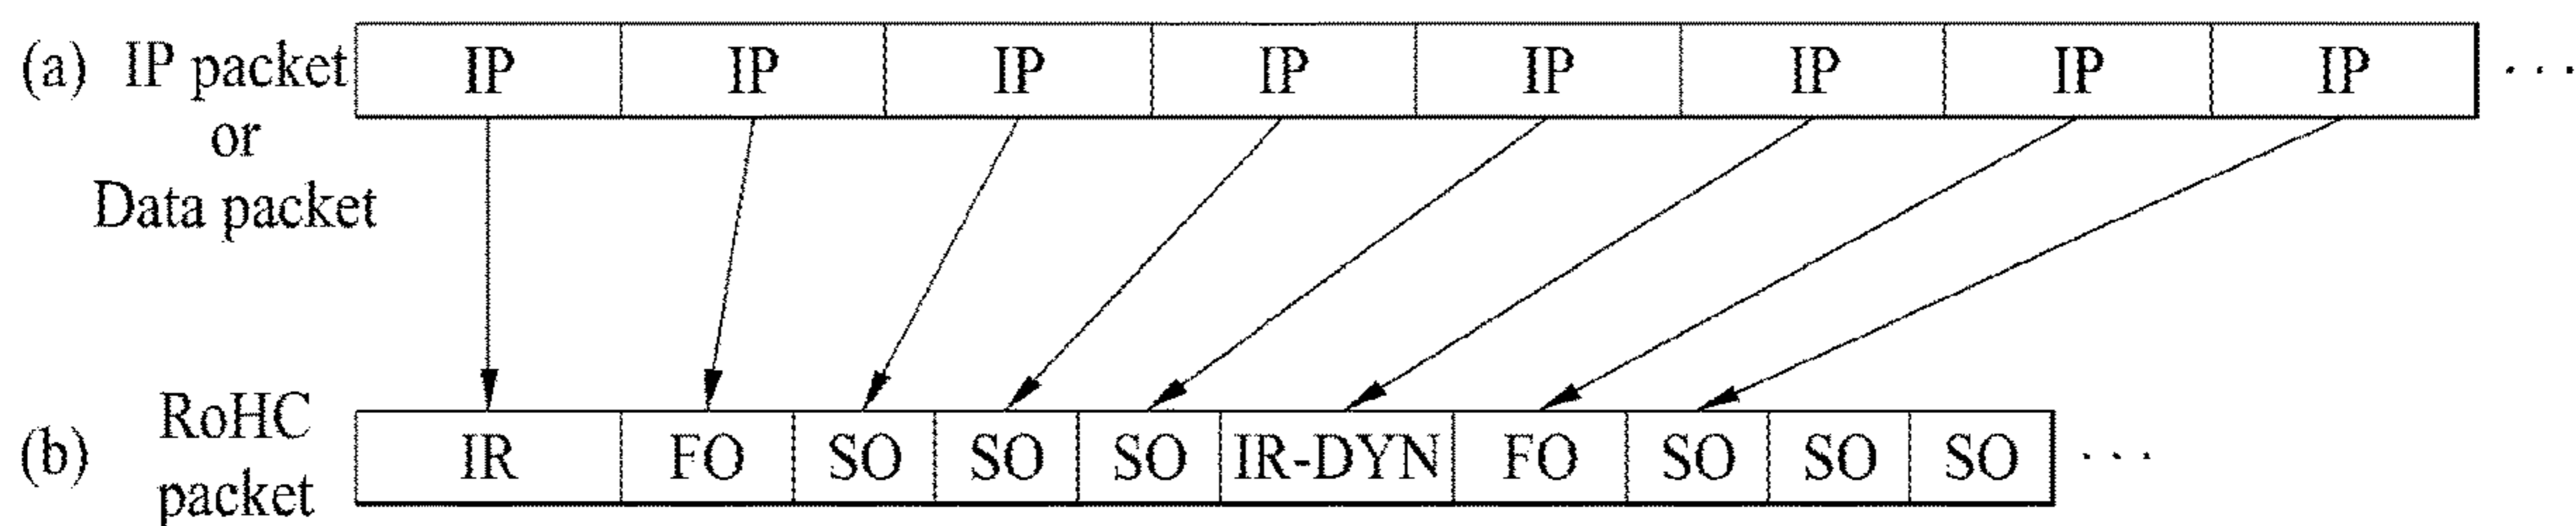 (a) IP packet IP IP IP IP IP IP IP IP ...
or
Data packet
RoHC
(b) IR FO SO SO SO IR-DYN FO SO SO SO ...
packet